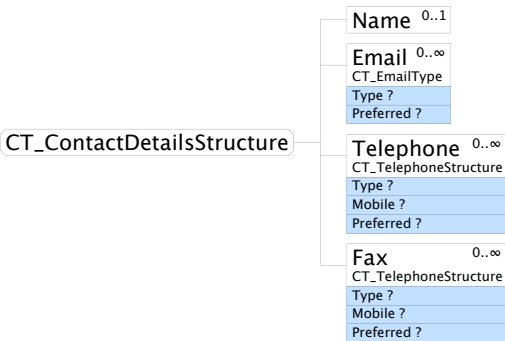 CT_ContactDetailsStructure
Name 0..1
Email 0..∞
CT_EmailType
Type ?
Preferred ?
Telephone 0..∞
CT_TelephoneStructure
Type ?
Mobile ?
Preferred ?
Fax 0..∞
CT_TelephoneStructure
Type ?
Mobile ?
Preferred ?